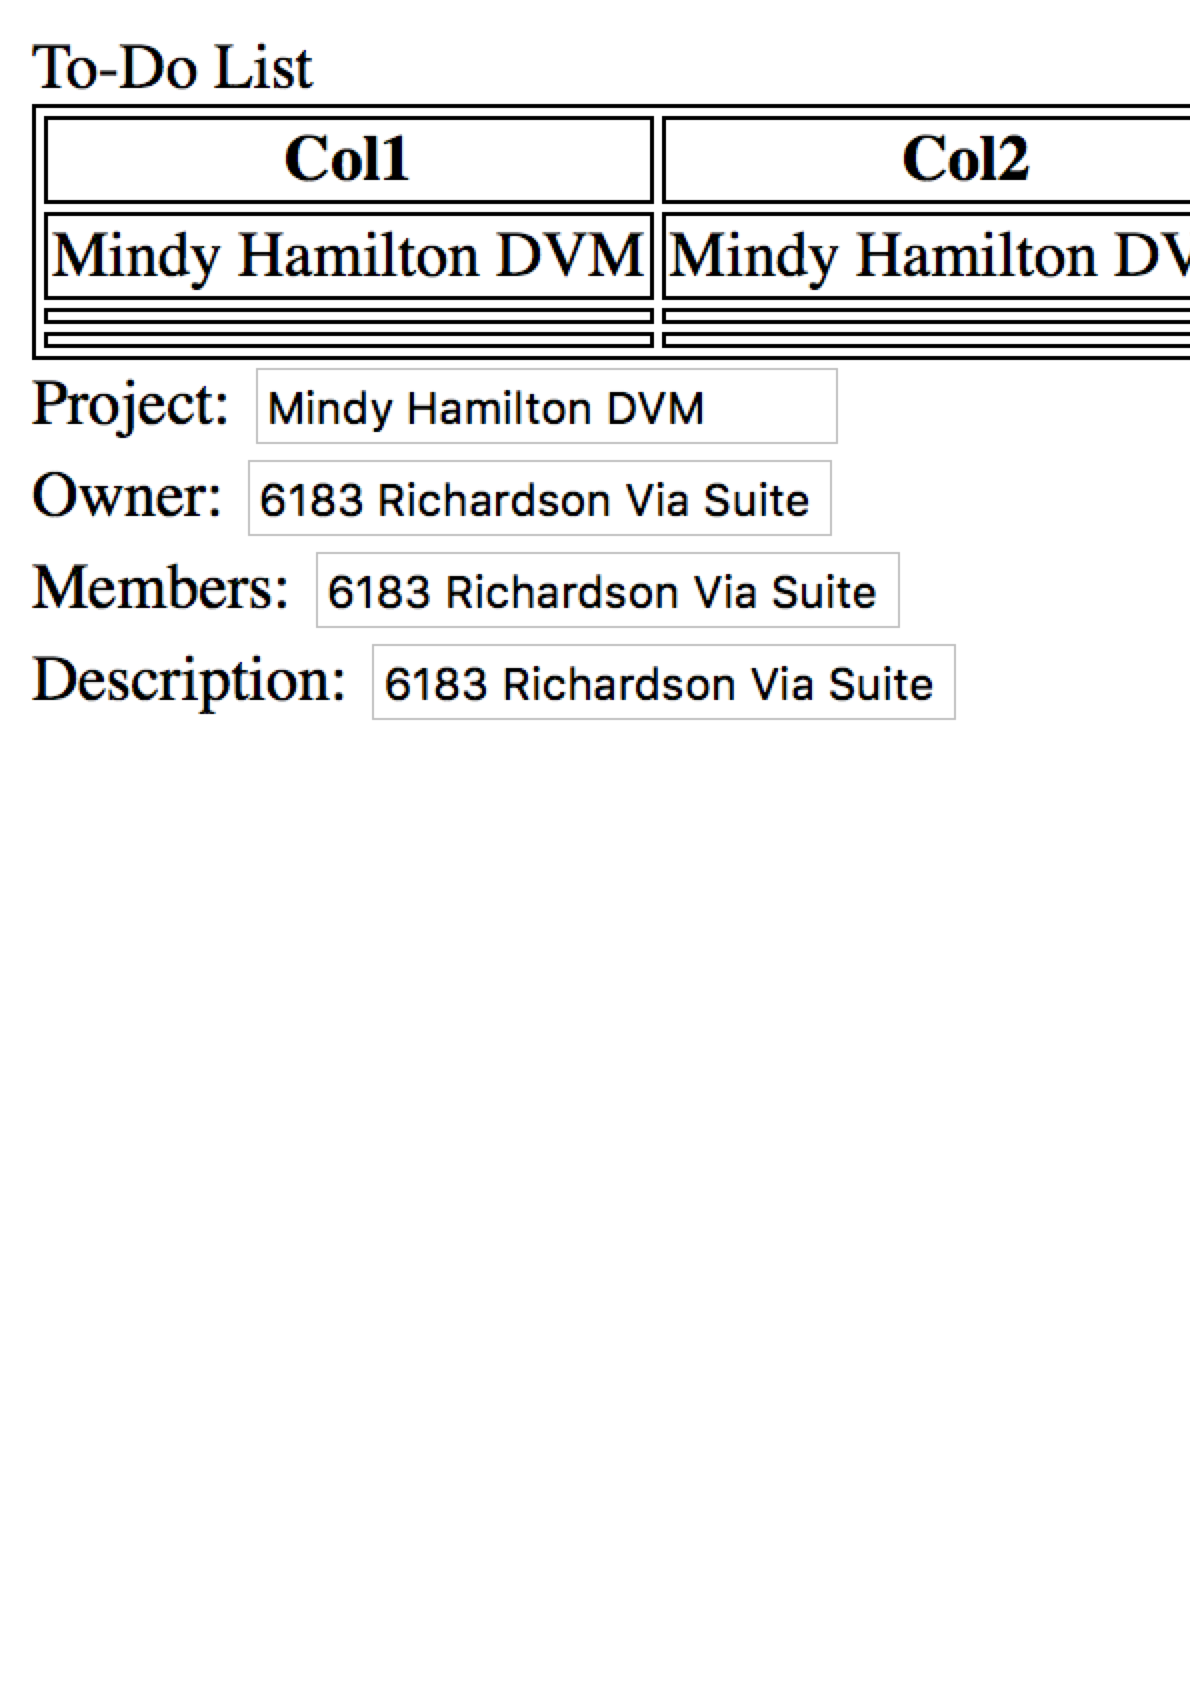 To-Do List
Col1 Col2
Mindy Hamilton DVM Mindy Hamilton DV
Project: Mindy Hamilton DVM
Owner: 6183 Richardson Via Suite
Members: 6183 Richardson Via Suite
Description: 6183 Richardson Via Suite